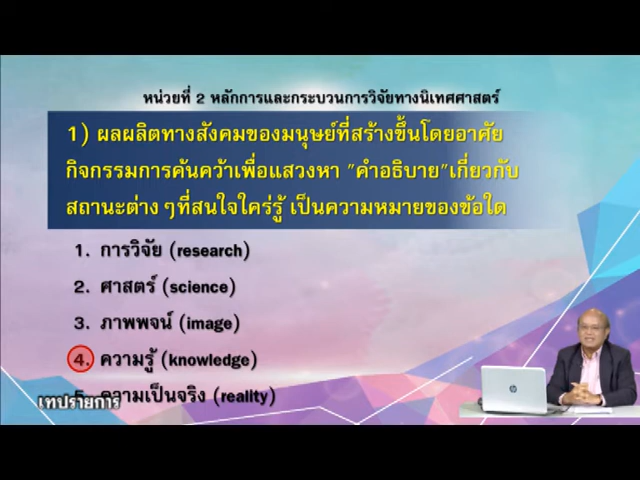 หน่วยที่ 2 หลักการและกระบวนการวิจัยทางนิเทศศาสตร์
1) ผลผลิตทางสังคมของมนุษย์ที่สร้างขึ้นโดยอาศัย
กิจกรรมการค้นคว้าเพื่อแสวงหา "คำอธิบาย"เกี่ยวกับ
สถานะต่าง ๆที่สนใจใคร่รู้ เป็นความหมายของข้อใด
1. การวิจัย (research)
2. ศาสตร์ (science)
3. ภาพพจน์ (image)
4. ความรู้ (knowledge)
5. ความเป็นจริง (reality)
เทปรายการ
hp